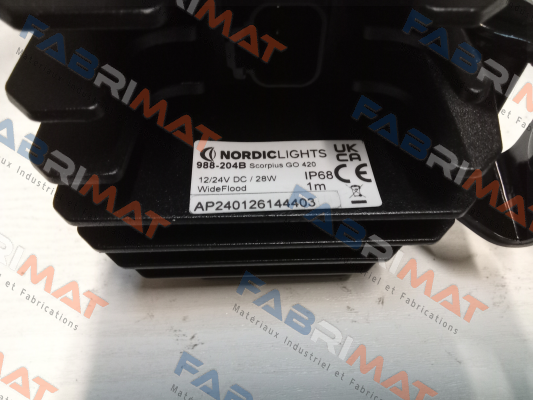 NORDICLIGHTS
988-204B Scorpius GO 420
12/24V DC / 28W
WideFlood
IP68
1m
UK
CA
CE
AP240126144403
FABRIMAT
Matériaux Industriel et Fabrications